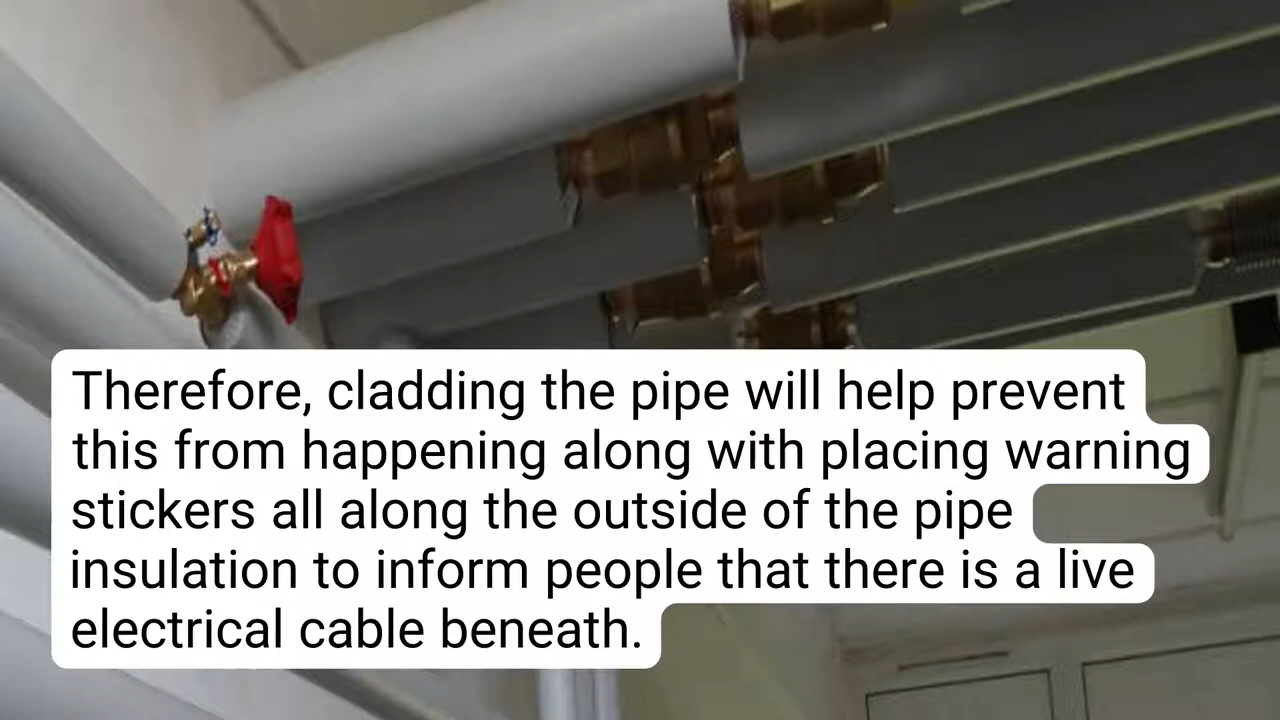 Therefore, cladding the pipe will help prevent
this from happening along with placing warning
stickers all along the outside of the pipe
insulation to inform people that there is a live
electrical cable beneath.